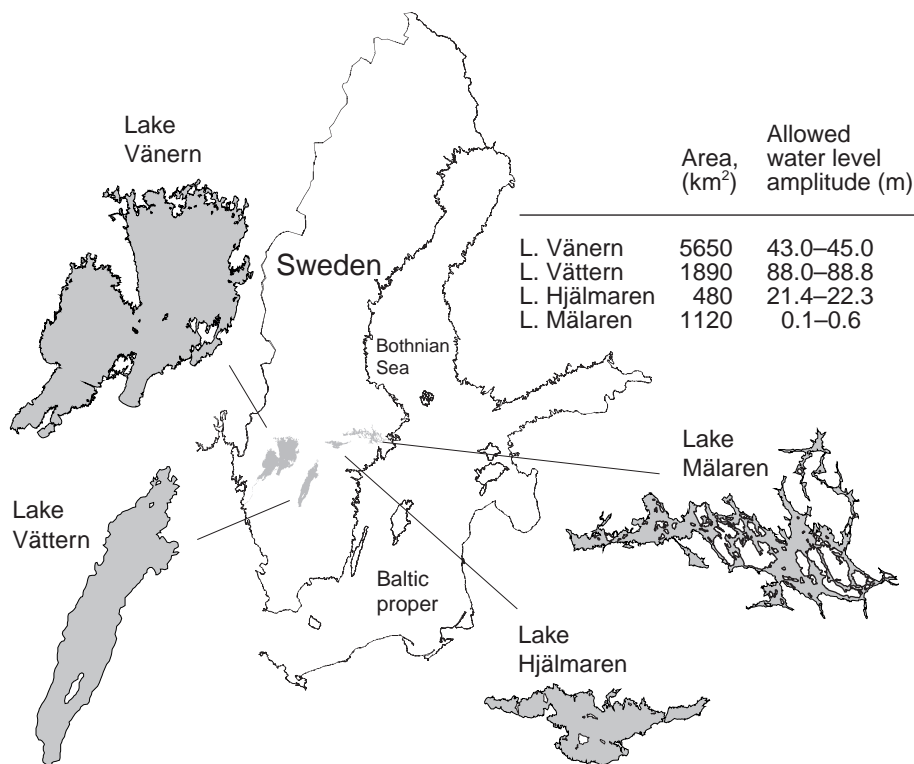 Lake
Vänern
Area,
(km²)
Allowed
water level
amplitude (m)
L. Vänern 5650 43.0–45.0
L. Vättern 1890 88.0–88.8
L. Hjälmaren 480 21.4–22.3
L. Mälaren 1120 0.1–0.6
Sweden
Bothnian
Sea
Lake
Mälaren
Lake
Vättern
Baltic
proper
Lake
Hjälmaren